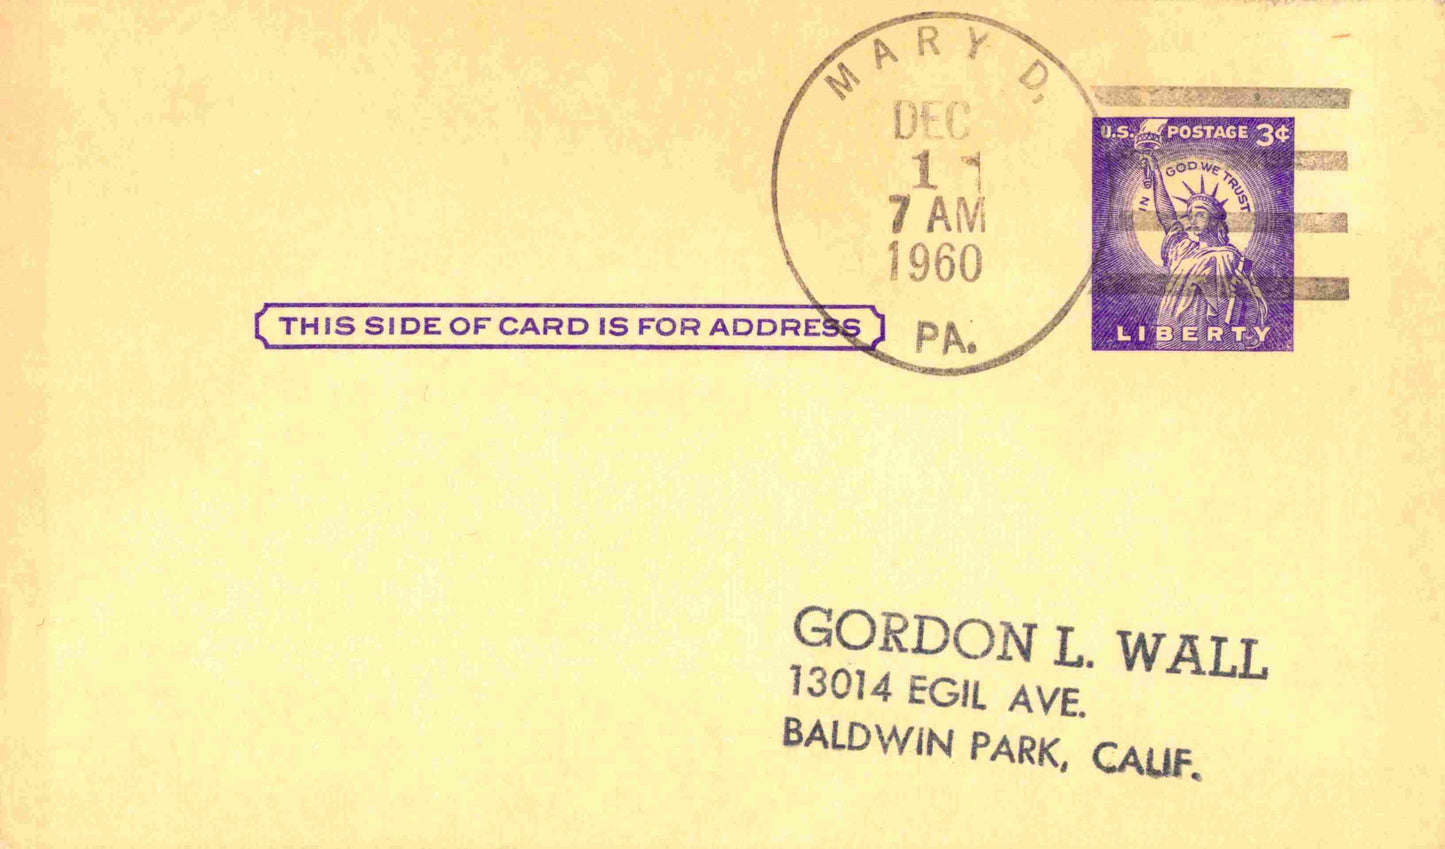 MARY D,
DEC
11
7 AM
1960
PA.
U.S. POSTAGE 3¢
IN GOD WE TRUST
LIBERTY
THIS SIDE OF CARD IS FOR ADDRESS
GORDON L. WALL
13014 EGIL AVE.
BALDWIN PARK, CALIF.